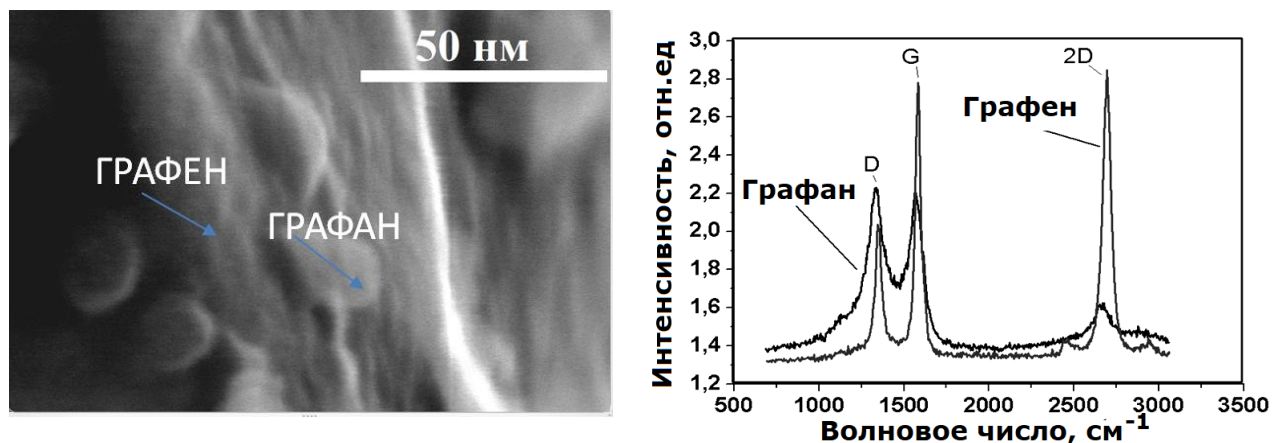 50 нм
ГРАФЕН
ГРАФАН
Интенсивность, отн.ед
3,0
2,8
2,4
2,2
2,0
1,8
1,6
1,4
1,2
G
2D
D
Графен
Графан
500
1000
1500
2000
2500
3000
3500
Волновое число, см⁻¹